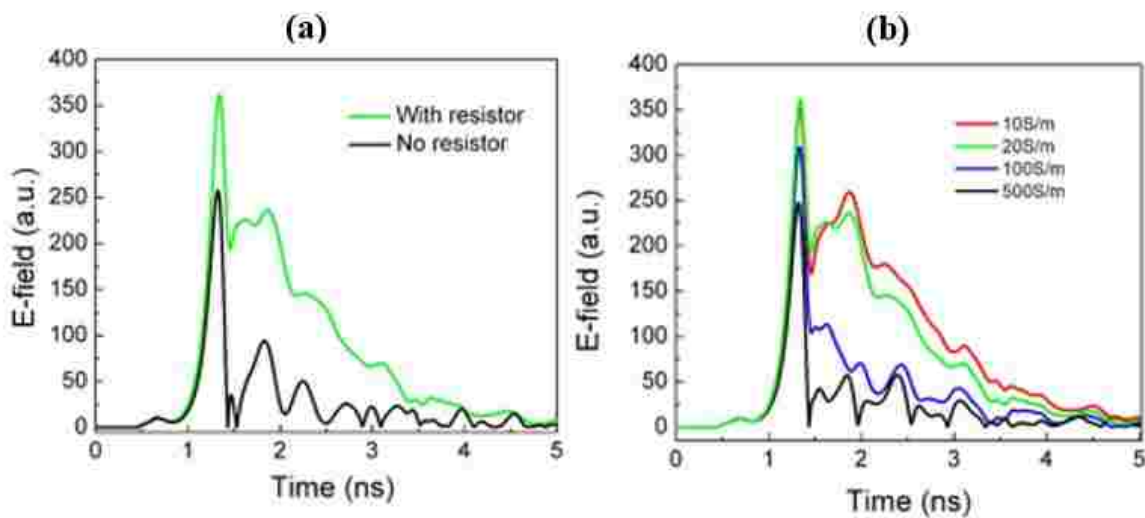 (a)
400
350
300
250
200
150
100
50
0
E-field (a.u.)
With resistor
No resistor
0 1 2 3 4 5
Time (ns)
(b)
400
350
300
250
200
150
100
50
0
E-field (a.u.)
10S/m
20S/m
100S/m
500S/m
0 1 2 3 4 5
Time (ns)